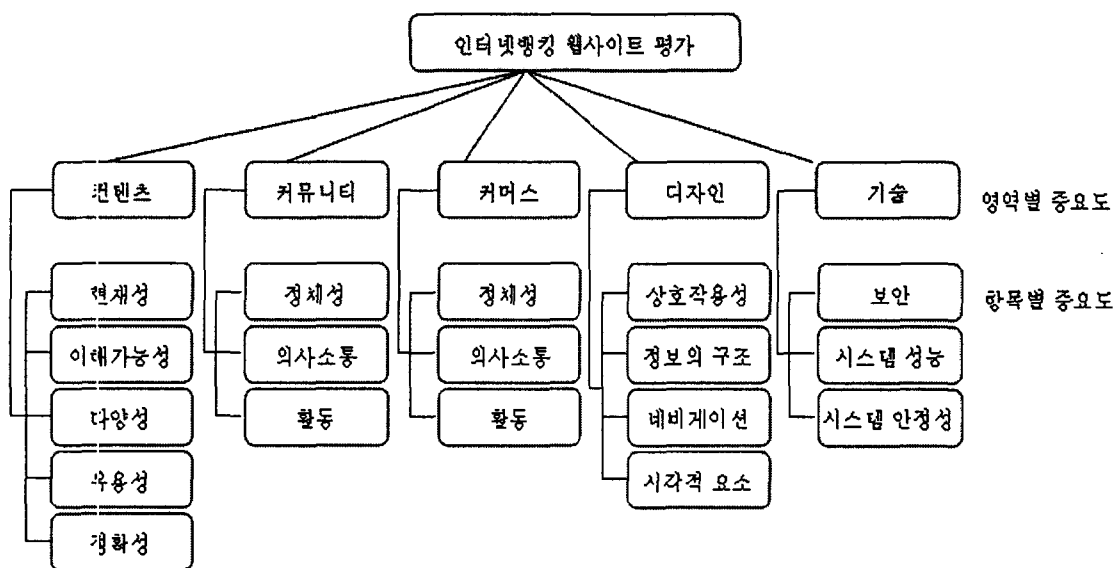 인터넷뱅킹 웹사이트 평가
컨텐츠 커뮤니티 커머스 디자인 기술 영역별 중요도
현재성 정체성 정체성 상호작용성 보안 항목별 중요도
이해가능성 의사소통 의사소통 정보의 구조 시스템 성능
다양성 활동 활동 네비게이션 시스템 안정성
유용성 시각적 요소
정확성